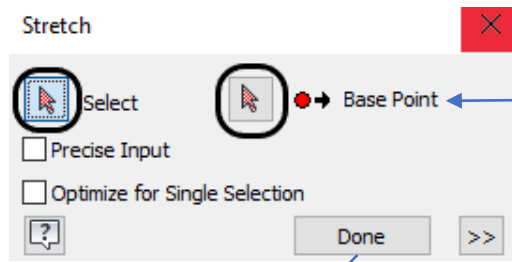 Stretch
Select Base Point
Precise Input
Optimize for Single Selection
Done >>